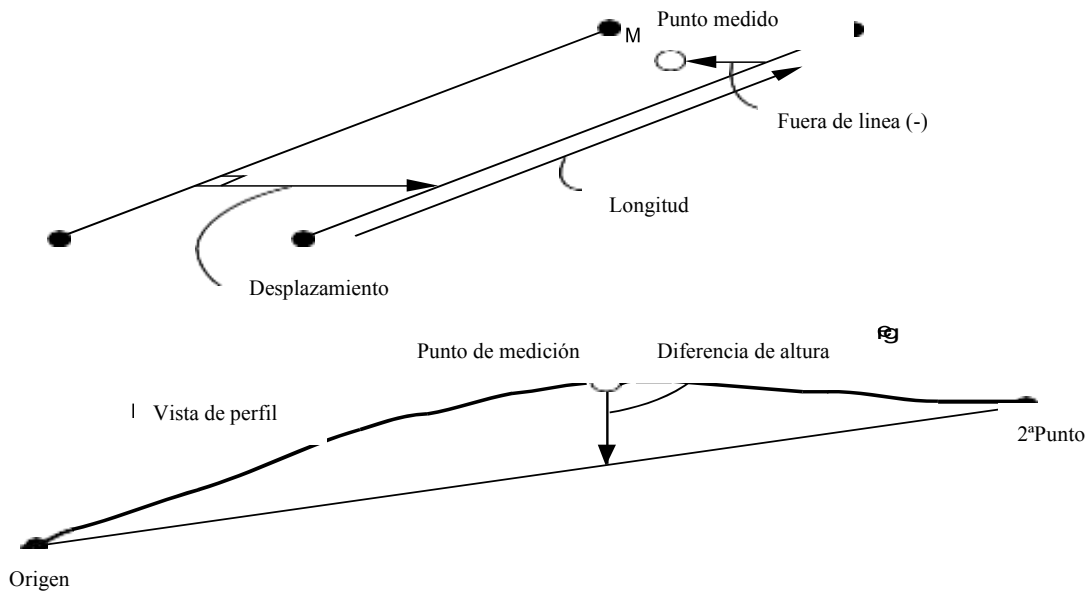 Punto medido
M
Fuera de linea (-)
Longitud
Desplazamiento
Punto de medición
Diferencia de altura
Vista de perfil
2ªPunto
Origen